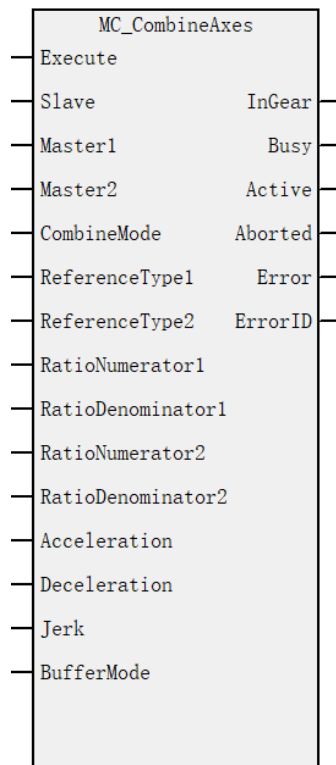 MC_CombineAxes
Execute
Slave InGear
Master1 Busy
Master2 Active
CombineMode Aborted
ReferenceType1 Error
ReferenceType2 ErrorID
RatioNumerator1
RatioDenominator1
RatioNumerator2
RatioDenominator2
Acceleration
Deceleration
Jerk
BufferMode